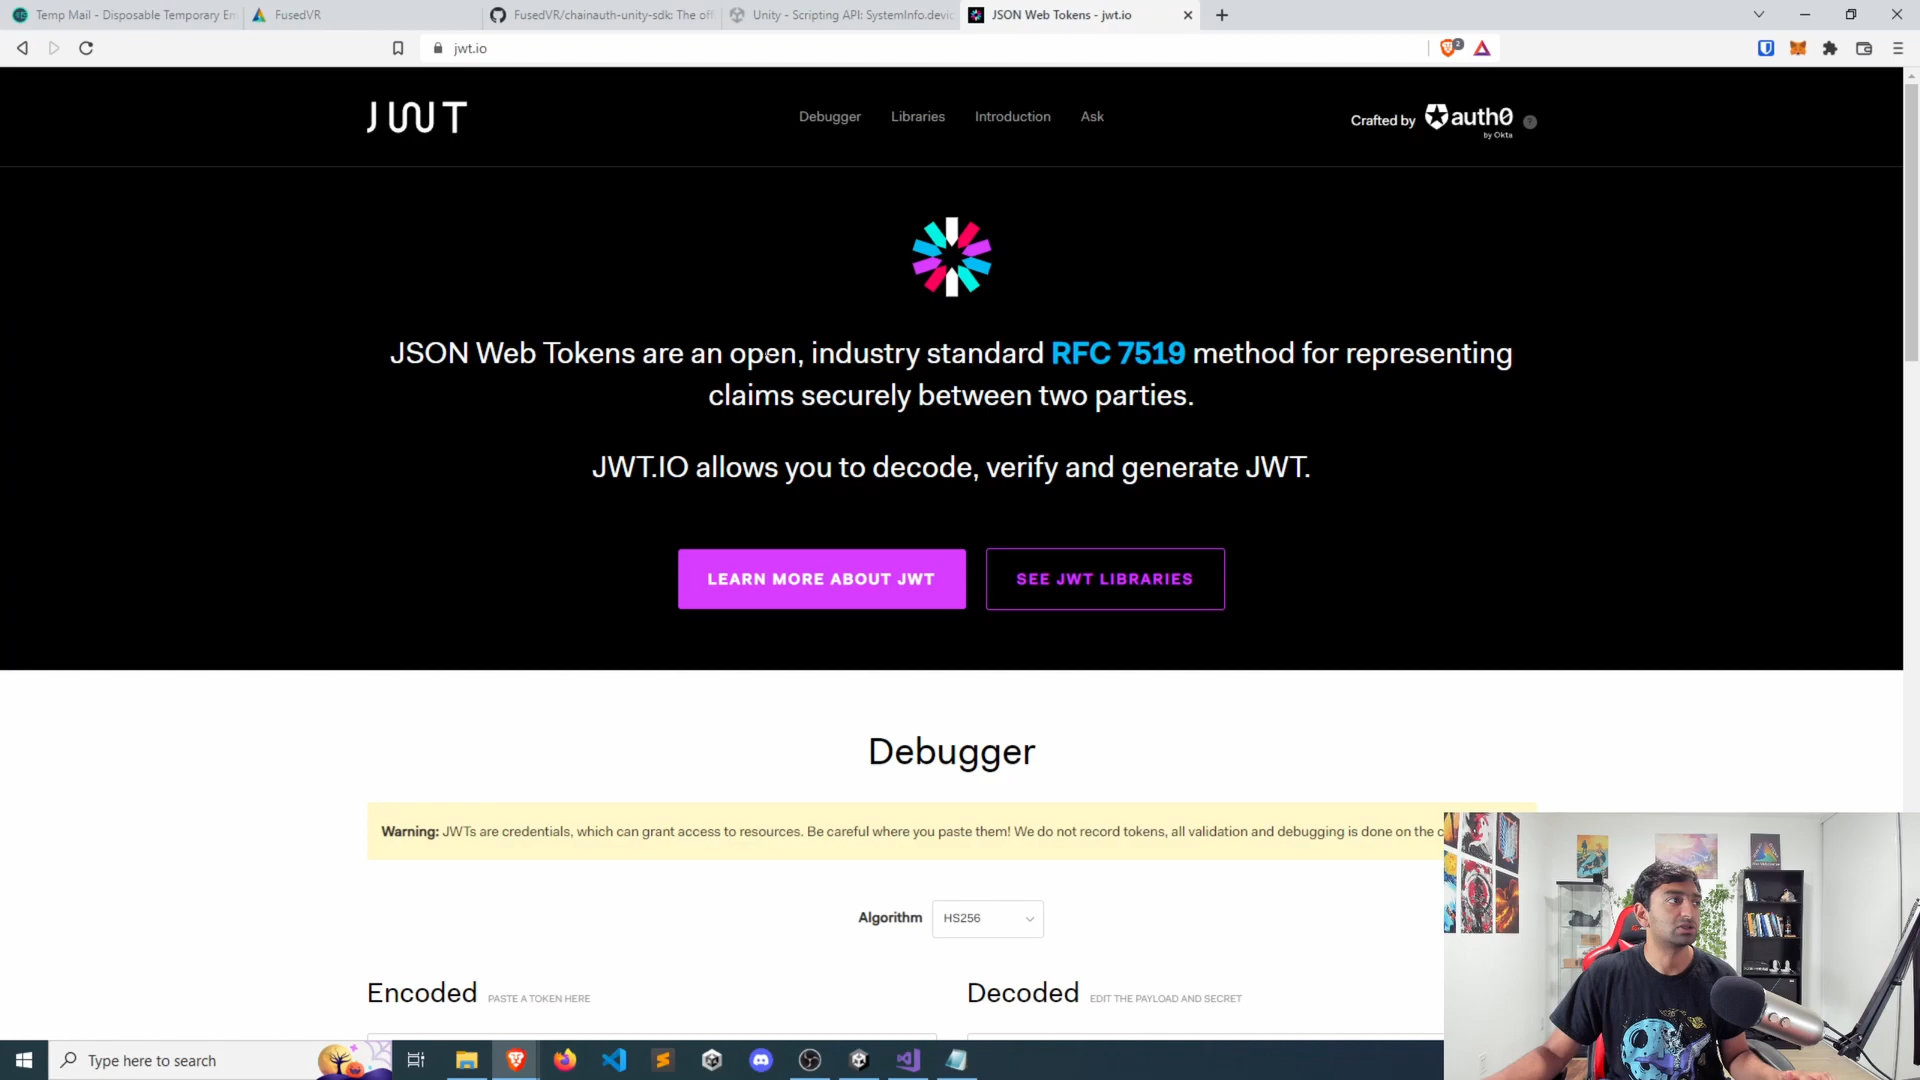 Temp Mail - Disposable Temporary Em
FusedVR
FusedVR/chainauth-unity-sdk: The off
Unity - Scripting API: SystemInfo.devic
JSON Web Tokens - jwt.io
jwt.io
2
JWT
Debugger
Libraries
Introduction
Ask
Crafted by
auth0
by Okta
JSON Web Tokens are an open, industry standard RFC 7519 method for representing
claims securely between two parties.
JWT.IO allows you to decode, verify and generate JWT.
LEARN MORE ABOUT JWT
SEE JWT LIBRARIES
Debugger
Warning: JWTs are credentials, which can grant access to resources. Be careful where you paste them! We do not record tokens, all validation and debugging is done on the c
Algorithm
HS256
Encoded PASTE A TOKEN HERE
Decoded EDIT THE PAYLOAD AND SECRET
Type here to search